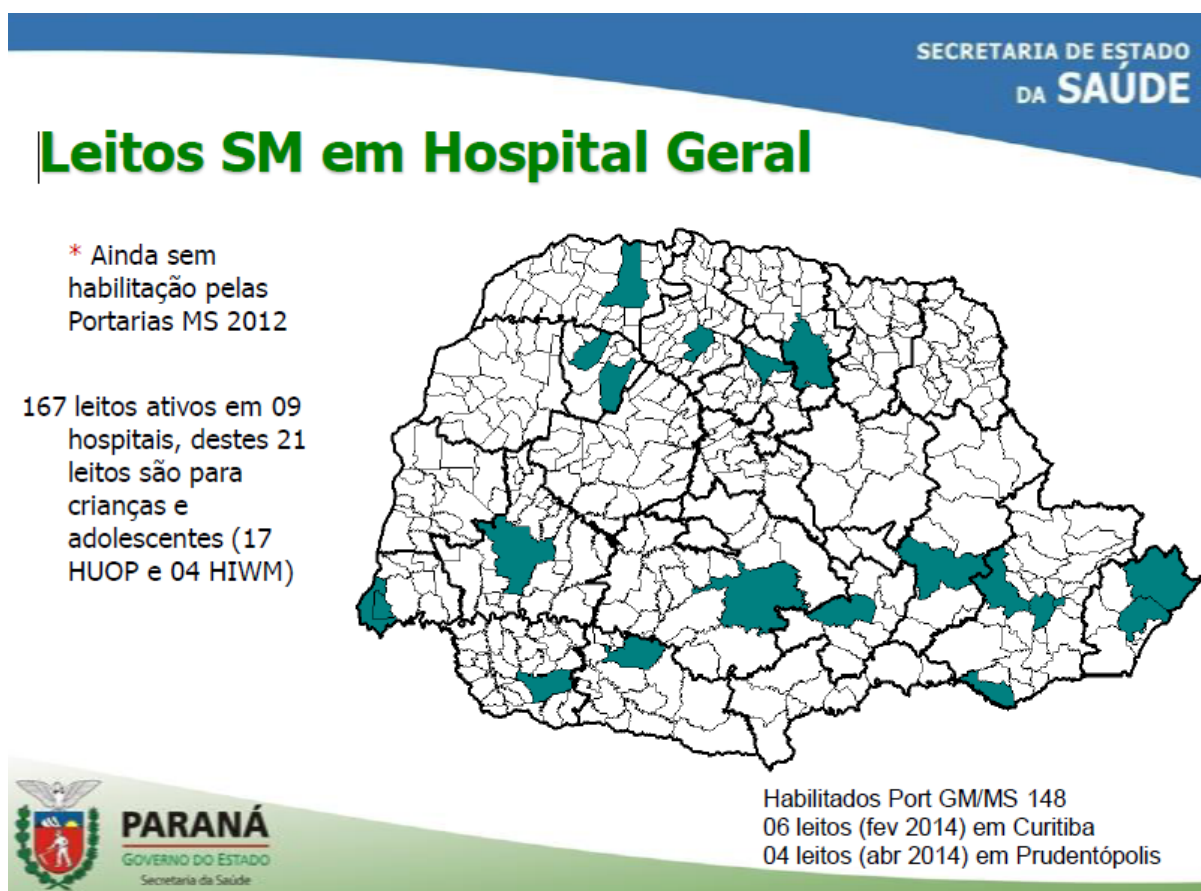 SECRETARIA DE ESTADO
DA SAÚDE
Leitos SM em Hospital Geral
* Ainda sem
habilitação pelas
Portarias MS 2012
167 leitos ativos em 09
hospitais, destes 21
leitos são para
crianças e
adolescentes (17
HUOP e 04 HIWM)
Habilitados Port GM/MS 148
06 leitos (fev 2014) em Curitiba
04 leitos (abr 2014) em Prudentópolis
PARANÁ
GOVERNO DO ESTADO
Secretaria da Saúde